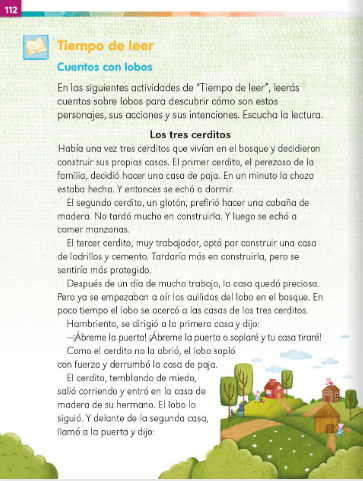 112
Tiempo de leer
Cuentos con lobos
En las siguientes actividades de “Tiempo de leer”, leerás
cuentos sobre lobos para descubrir cómo son estos
personajes, sus acciones y sus intenciones. Escucha la lectura.
Los tres cerditos
Había una vez tres cerditos que vivían en el bosque y decidieron
construir sus propias casas. El primer cerdito, el perezoso de la
familia, decidió hacer una casa de paja. En un minuto la choza
estaba hecha. Y entonces se echó a dormir.
El segundo cerdito, un glotón, prefirió hacer una cabaña de
madera. No tardó mucho en construirla. Y luego se echó a
comer manzanas.
El tercer cerdito, muy trabajador, optó por construir una casa
de ladrillos y cemento. Tardaría más en construirla, pero se
sentiría más protegido.
Después de un día de mucho trabajo, la casa quedó preciosa.
Pero ya se empezaban a oír los aullidos del lobo en el bosque. En
poco tiempo el lobo se acercó a las casas de los tres cerditos.
Hambriento, se dirigió a la primera casa y dijo:
—¡Ábreme la puerta! ¡Ábreme la puerta o soplaré y tu casa tiraré!
Como el cerdito no la abrió, el lobo sopló
con fuerza y derrumbó la casa de paja.
El cerdito, temblando de miedo,
salió corriendo y entró en la casa de
madera de su hermano. El lobo lo
siguió. Y delante de la segunda casa,
llamó a la puerta y dijo: